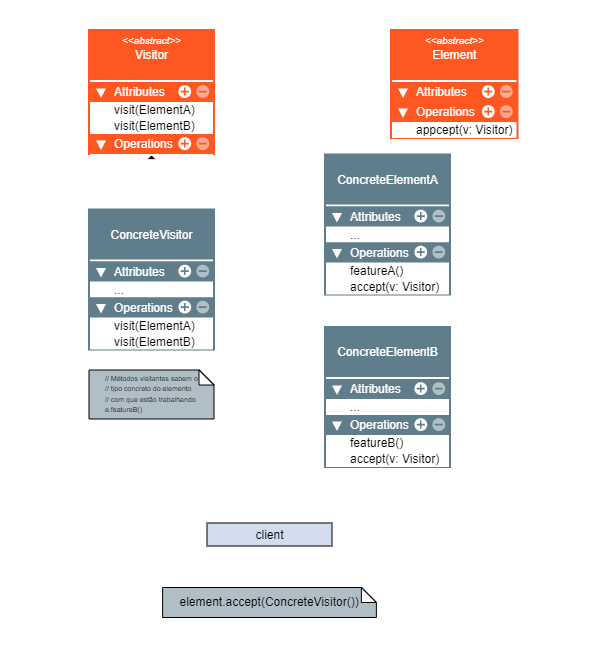 <<abstract>>
Visitor
Attributes
visit(ElementA)
visit(ElementB)
Operations
<<abstract>>
Element
Attributes
Operations
appcept(v: Visitor)
ConcreteElementA
Attributes
...
Operations
featureA()
accept(v: Visitor)
ConcreteVisitor
Attributes
...
Operations
visit(ElementA)
visit(ElementB)
ConcreteElementB
Attributes
...
Operations
featureB()
accept(v: Visitor)
// Métodos visitantes sabem o
// tipo concreto do elemento
// com que estão trabalhando
e.featureB()
client
element.accept(ConcreteVisitor())